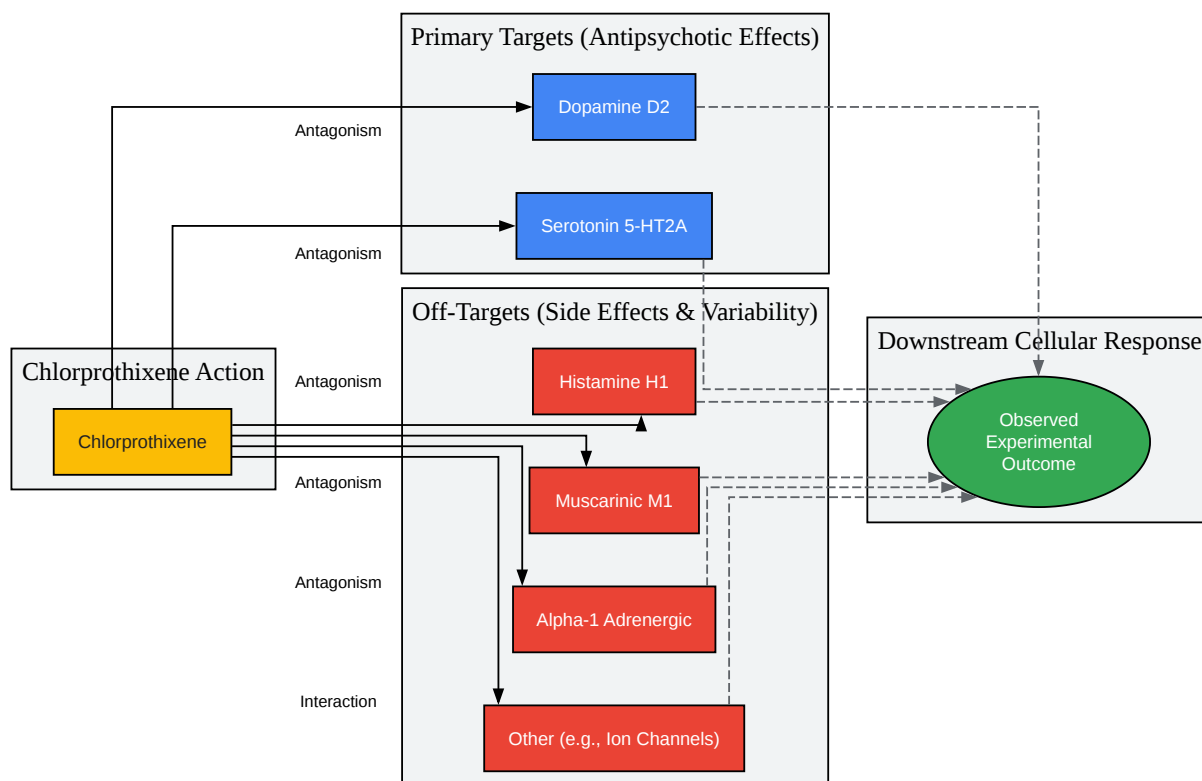 Primary Targets (Antipsychotic Effects)
Dopamine D2
Antagonism
Serotonin 5-HT2A
Antagonism
Off-Targets (Side Effects & Variability)
Chlorprothixene Action
Downstream Cellular Response
Antagonism
Histamine H1
Chlorprothixene
Observed
Experimental
Outcome
Antagonism
Muscarinic M1
Antagonism
Alpha-1 Adrenergic
Interaction
Other (e.g., Ion Channels)